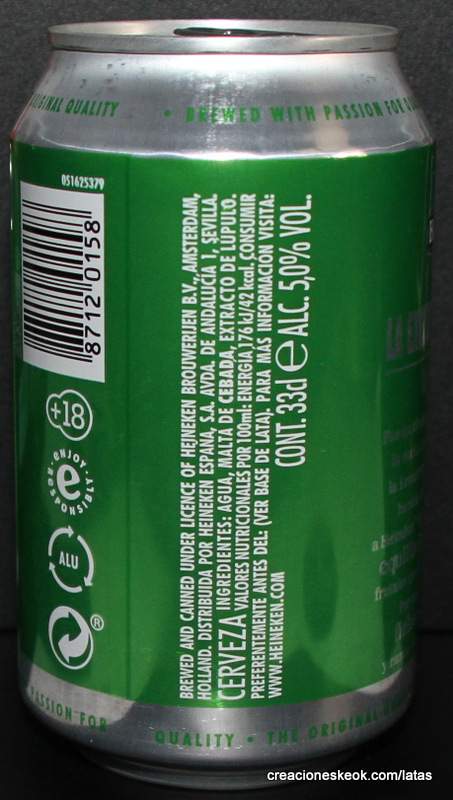 ORIGINAL QUALITY • BREWED WITH PASSION FOR
051625379
8712 0158
+18
ENJOY RESPONSIBLY
e
ALU
®
BREWED AND CANNED UNDER LICENCE OF HEINEKEN BROUWERIJEN B.V., AMSTERDAM,
HOLLAND. DISTRIBUIDA POR HEINEKEN ESPAÑA, S.A. AVDA. DE ANDALUCÍA 1, SEVILLA.
CERVEZA INGREDIENTES: AGUA, MALTA DE CEBADA, EXTRACTO DE LUPULO.
VALORES NUTRICIONALES POR 100ml: ENERGIA 176 kJ/42 kcal. CONSUMIR
PREFERENTEMENTE ANTES DEL: (VER BASE DE LATA). PARA MÁS INFORMACIÓN VISITA:
WWW.HEINEKEN.COM
CONT. 33cl e ALC. 5,0% VOL.
PASSION FOR QUALITY • THE ORIGINAL
creacioneskeok.com/latas